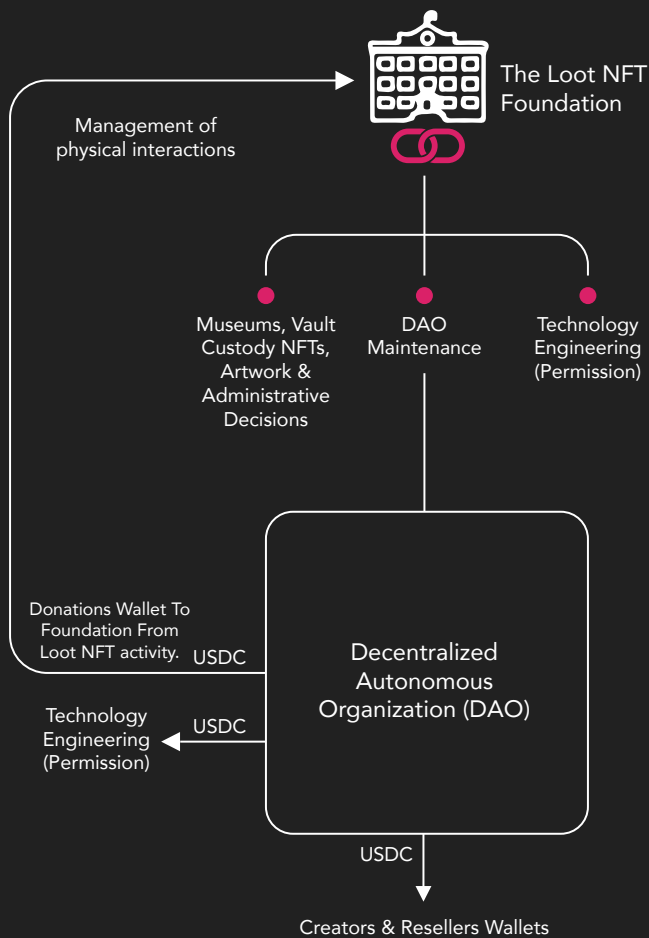 The Loot NFT
Foundation
Management of
physical interactions
Museums, Vault
Custody NFTs,
Artwork &
Administrative
Decisions
DAO
Maintenance
Technology
Engineering
(Permission)
Donations Wallet To
Foundation From
Loot NFT activity.
USDC
Decentralized
Autonomous
Organization (DAO)
Technology
Engineering
(Permission)
USDC
USDC
Creators & Resellers Wallets